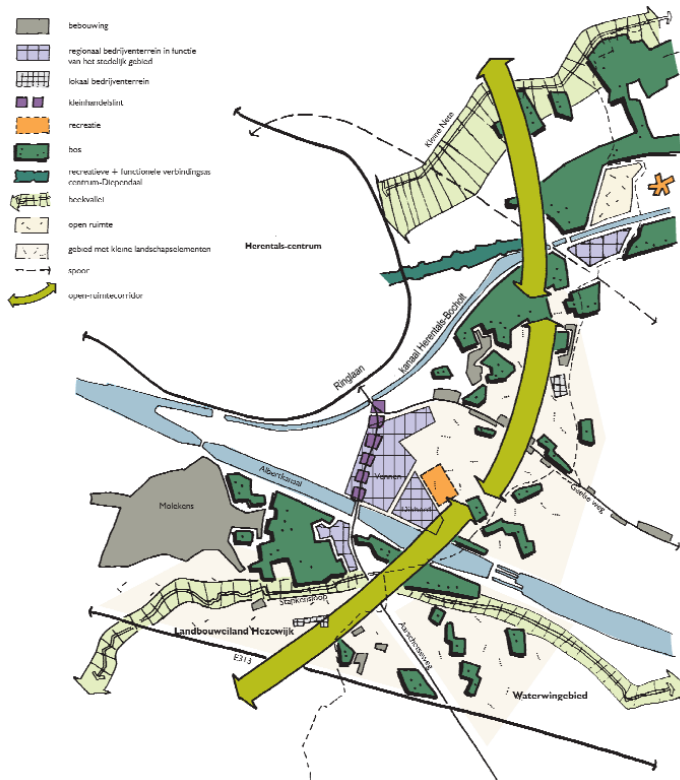 bebouwing
regionaal bedrijventerrein in functie
van het stedelijk gebied
lokaal bedrijventerrein
kleinhandelslint
recreatie
bos
recreatieve + functionele verbindingsas
centrum-Diependaal
beekvallei
open ruimte
gebied met kleine landschapselementen
spoor
open-ruimtecorridor
Kleine Nete
Herentals-centrum
kanaal Herentals-Bocholt
Ringlaan
Albertkanaal
Vennen
Molekens
Geelse weg
Stapkensloop
Landbouweiland Hezewijk
E313
Aarschotseweg
Waterwingebied